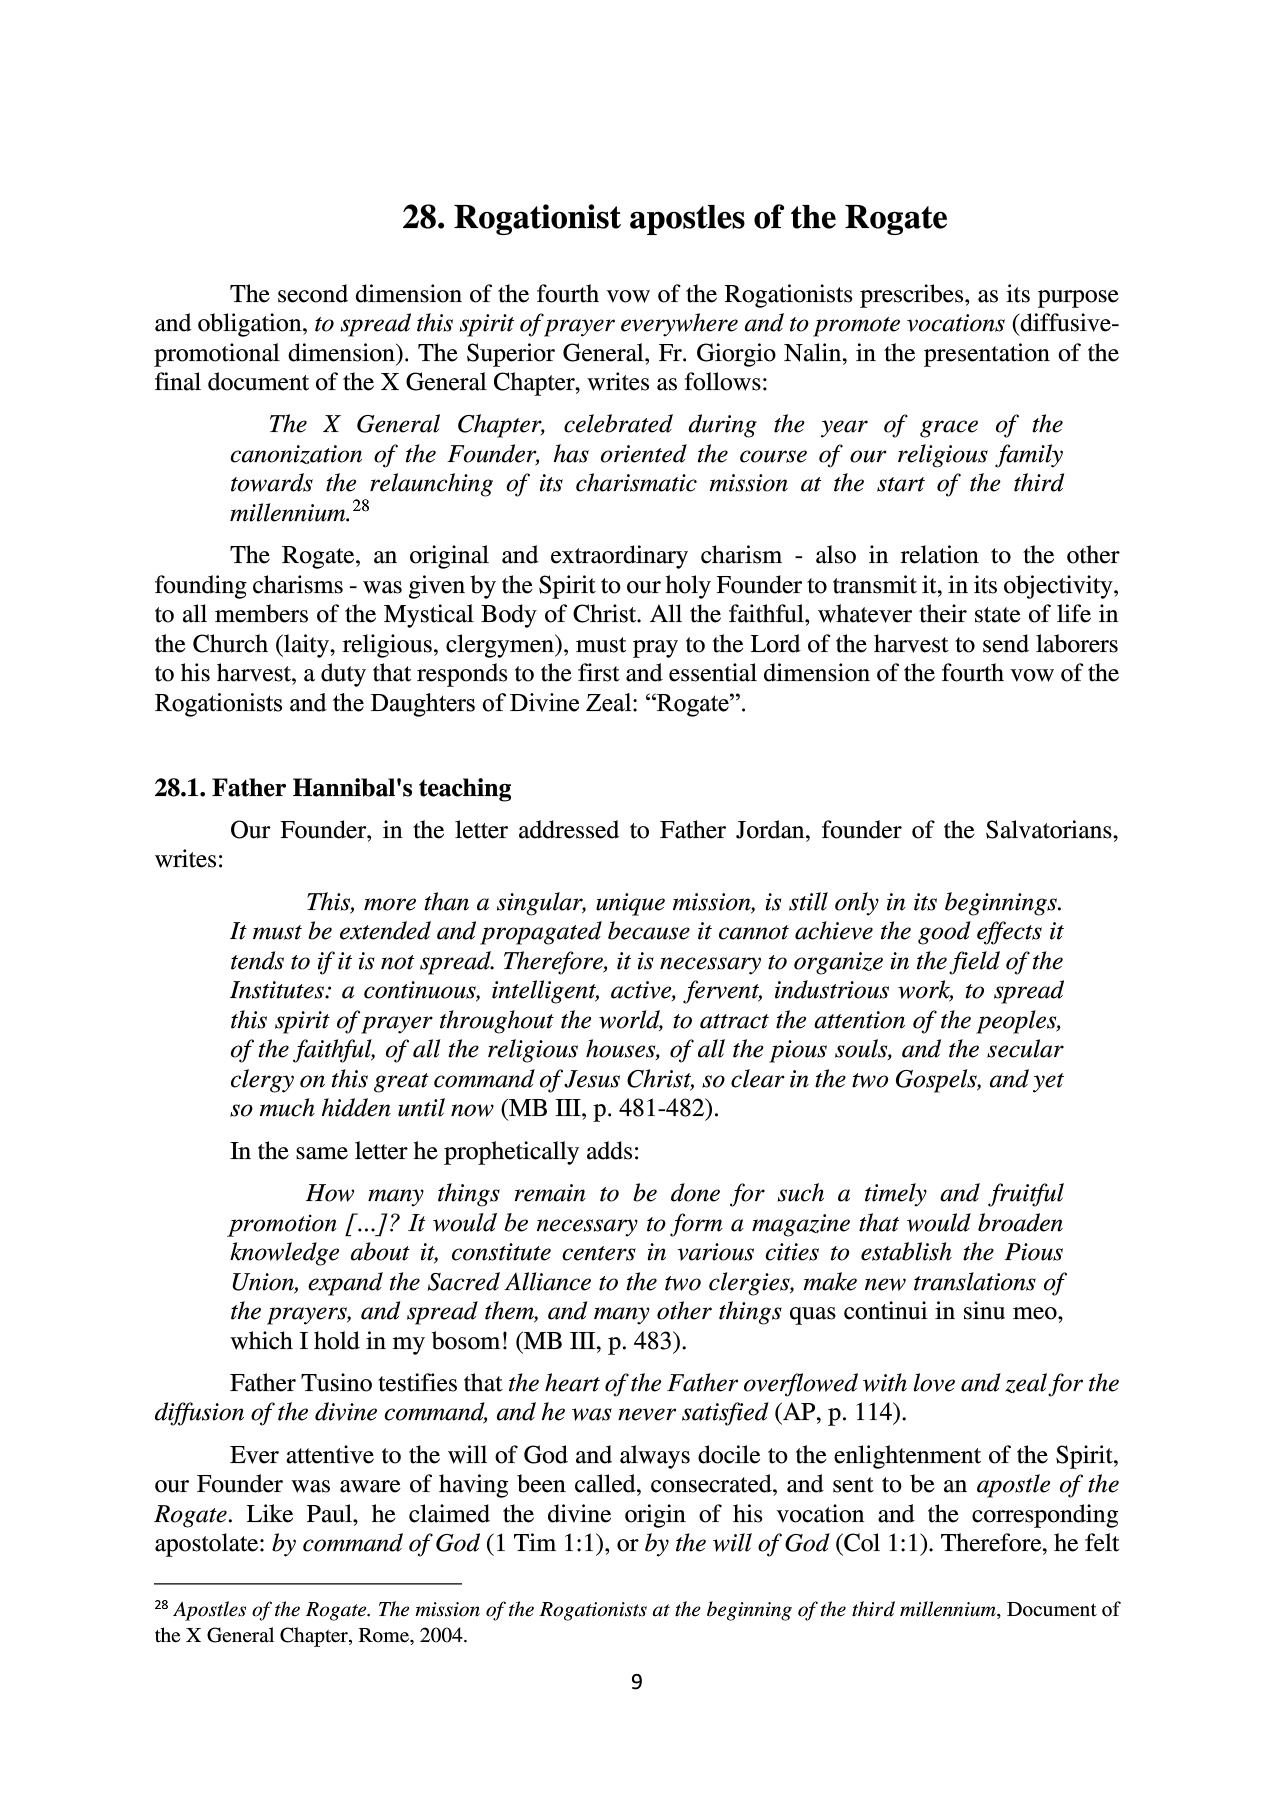 28. Rogationist apostles of the Rogate
The second dimension of the fourth vow of the Rogationists prescribes, as its purpose
and obligation, to spread this spirit of prayer everywhere and to promote vocations (diffusive-
promotional dimension). The Superior General, Fr. Giorgio Nalin, in the presentation of the
final document of the X General Chapter, writes as follows:
The X General Chapter, celebrated during the year of grace of the
canonization of the Founder, has oriented the course of our religious family
towards the relaunching of its charismatic mission at the start of the third
millennium.28
The Rogate, an original and extraordinary charism - also in relation to the other
founding charisms - was given by the Spirit to our holy Founder to transmit it, in its objectivity,
to all members of the Mystical Body of Christ. All the faithful, whatever their state of life in
the Church (laity, religious, clergymen), must pray to the Lord of the harvest to send laborers
to his harvest, a duty that responds to the first and essential dimension of the fourth vow of the
Rogationists and the Daughters of Divine Zeal: “Rogate”.
28.1. Father Hannibal's teaching
Our Founder, in the letter addressed to Father Jordan, founder of the Salvatorians,
writes:
This, more than a singular, unique mission, is still only in its beginnings.
It must be extended and propagated because it cannot achieve the good effects it
tends to if it is not spread. Therefore, it is necessary to organize in the field of the
Institutes: a continuous, intelligent, active, fervent, industrious work, to spread
this spirit of prayer throughout the world, to attract the attention of the peoples,
of the faithful, of all the religious houses, of all the pious souls, and the secular
clergy on this great command of Jesus Christ, so clear in the two Gospels, and yet
so much hidden until now (MB III, p. 481-482).
In the same letter he prophetically adds:
How many things remain to be done for such a timely and fruitful
promotion [...]? It would be necessary to form a magazine that would broaden
knowledge about it, constitute centers in various cities to establish the Pious
Union, expand the Sacred Alliance to the two clergies, make new translations of
the prayers, and spread them, and many other things quas continui in sinu meo,
which I hold in my bosom! (MB III, p. 483).
Father Tusino testifies that the heart of the Father overflowed with love and zeal for the
diffusion of the divine command, and he was never satisfied (AP, p. 114).
Ever attentive to the will of God and always docile to the enlightenment of the Spirit,
our Founder was aware of having been called, consecrated, and sent to be an apostle of the
Rogate. Like Paul, he claimed the divine origin of his vocation and the corresponding
apostolate: by command of God (1 Tim 1:1), or by the will of God (Col 1:1). Therefore, he felt
28 Apostles of the Rogate. The mission of the Rogationists at the beginning of the third millennium, Document of
the X General Chapter, Rome, 2004.
9